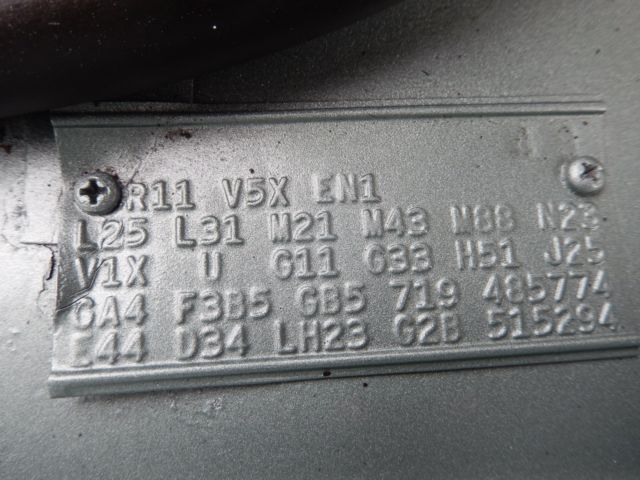 R11 V5X EN1
L25 L31 M21 M43 M88 N23
V1X U G11 G33 H51 J25
GA4 F3B5 GB5 719 485774
E44 D34 LH23 G2B 515294